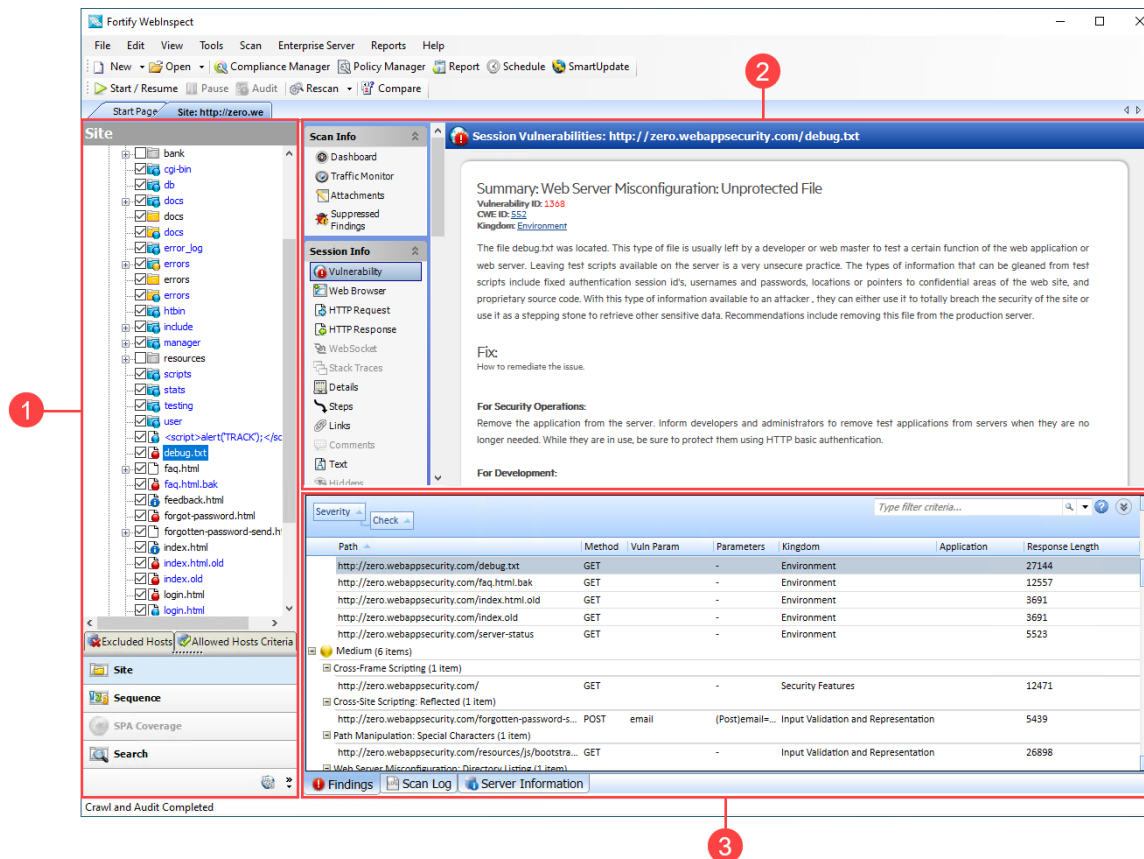 Fortify WebInspect
File Edit View Tools Scan Enterprise Server Reports Help
New Open Compliance Manager Policy Manager Report Schedule SmartUpdate
Start / Resume Pause Audit Rescan Compare
Start Page Site: http://zero.we
1
Site
bank
cgi-bin
db
docs
docs
docs
error_log
errors
errors
errors
htbin
include
manager
resources
scripts
stats
testing
user
<script>alert('TRACK');</sc
debug.txt
faq.html
faq.html.bak
feedback.html
forgot-password.html
forgotten-password-send.h
index.html
index.html.old
index.old
login.html
login.html
Excluded Hosts Allowed Hosts Criteria
Site
Sequence
SPA Coverage
Search
2
Scan Info
Dashboard
Traffic Monitor
Attachments
Suppressed
Findings
Session Info
Vulnerability
Web Browser
HTTP Request
HTTP Response
WebSocket
Stack Traces
Details
Steps
Links
Comments
Text
Hiddens
Session Vulnerabilities: http://zero.webappsecurity.com/debug.txt
Summary: Web Server Misconfiguration: Unprotected File
Vulnerability ID: 1368
CWE ID: 552
Kingdom: Environment
The file debug.txt was located. This type of file is usually left by a developer or web master to test a certain function of the web application or
web server. Leaving test scripts available on the server is a very unsecure practice. The types of information that can be gleaned from test
scripts include fixed authentication session id's, usernames and passwords, locations or pointers to confidential areas of the web site, and
proprietary source code. With this type of information available to an attacker , they can either use it to totally breach the security of the site or
use it as a stepping stone to retrieve other sensitive data. Recommendations include removing this file from the production server.
Fix:
How to remediate the issue.
For Security Operations:
Remove the application from the server. Inform developers and administrators to remove test applications from servers when they are no
longer needed. While they are in use, be sure to protect them using HTTP basic authentication.
For Development:
Severity
Check
Type filter criteria...
Path Method Vuln Param Parameters Kingdom Application Response Length
http://zero.webappsecurity.com/debug.txt GET - Environment 27144
http://zero.webappsecurity.com/faq.html.bak GET - Environment 12557
http://zero.webappsecurity.com/index.html.old GET - Environment 3691
http://zero.webappsecurity.com/index.old GET - Environment 3691
http://zero.webappsecurity.com/server-status GET - Environment 5523
Medium (6 items)
Cross-Frame Scripting (1 item)
http://zero.webappsecurity.com/ GET - Security Features 12471
Cross-Site Scripting: Reflected (1 item)
http://zero.webappsecurity.com/forgotten-password-s... POST email (Post)email=... Input Validation and Representation 5439
Path Manipulation: Special Characters (1 item)
http://zero.webappsecurity.com/resources/js/bootstra... GET - Input Validation and Representation 26898
Web Server Misconfiguration: Directory Listing (1 item)
Findings Scan Log Server Information
Crawl and Audit Completed
3